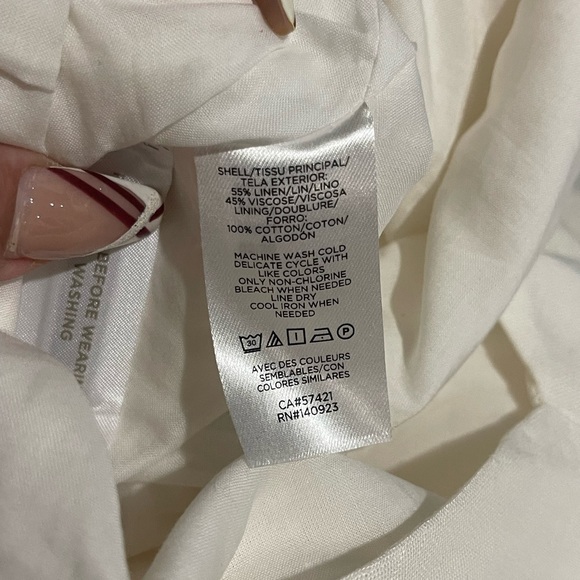 SHELL/TISSU PRINCIPAL/
TELA EXTERIOR:
55% LINEN/LIN/LINO
45% VISCOSE/VISCOSA
LINING/DOUBLURE/
FORRO:
100% COTTON/COTON/
ALGODÓN
MACHINE WASH COLD
DELICATE CYCLE WITH
LIKE COLORS
ONLY NON-CHLORINE
BLEACH WHEN NEEDED
LINE DRY
COOL IRON WHEN
NEEDED
30 P
AVEC DES COULEURS
SEMBLABLES/CON
COLORES SIMILARES
CA#57421
RN#140923
BEFORE WEARI
WASHING